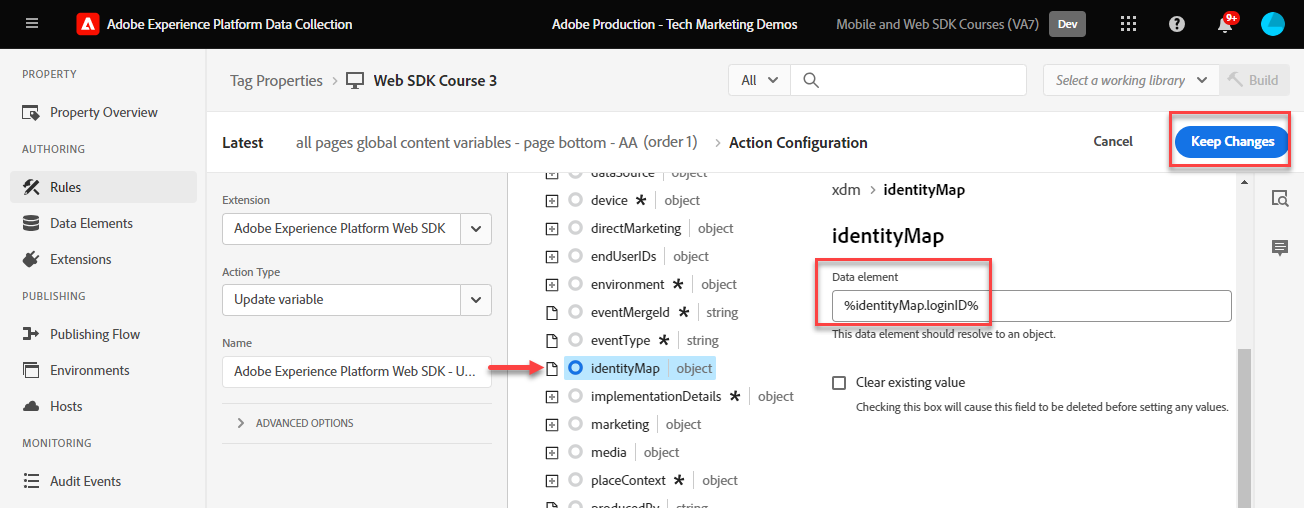 Adobe Experience Platform Data Collection
Adobe Production - Tech Marketing Demos
Mobile and Web SDK Courses (VA7)
Dev
9+
PROPERTY
Property Overview
AUTHORING
Rules
Data Elements
Extensions
PUBLISHING
Publishing Flow
Environments
Hosts
MONITORING
Audit Events
Tag Properties
Web SDK Course 3
All
Select a working library
Build
Latest
all pages global content variables - page bottom - AA (order 1)
Action Configuration
Cancel
Keep Changes
Extension
Adobe Experience Platform Web SDK
Action Type
Update variable
Name
Adobe Experience Platform Web SDK - U...
ADVANCED OPTIONS
dataSource object
device * object
directMarketing object
endUserIDs object
environment * object
eventMergeId string
eventType * string
identityMap object
implementationDetails * object
marketing object
media object
placeContext * object
producedBy string
xdm > identityMap
identityMap
Data element
%identityMap.loginID%
This data element should resolve to an object.
Clear existing value
Checking this box will cause this field to be deleted before setting any values.